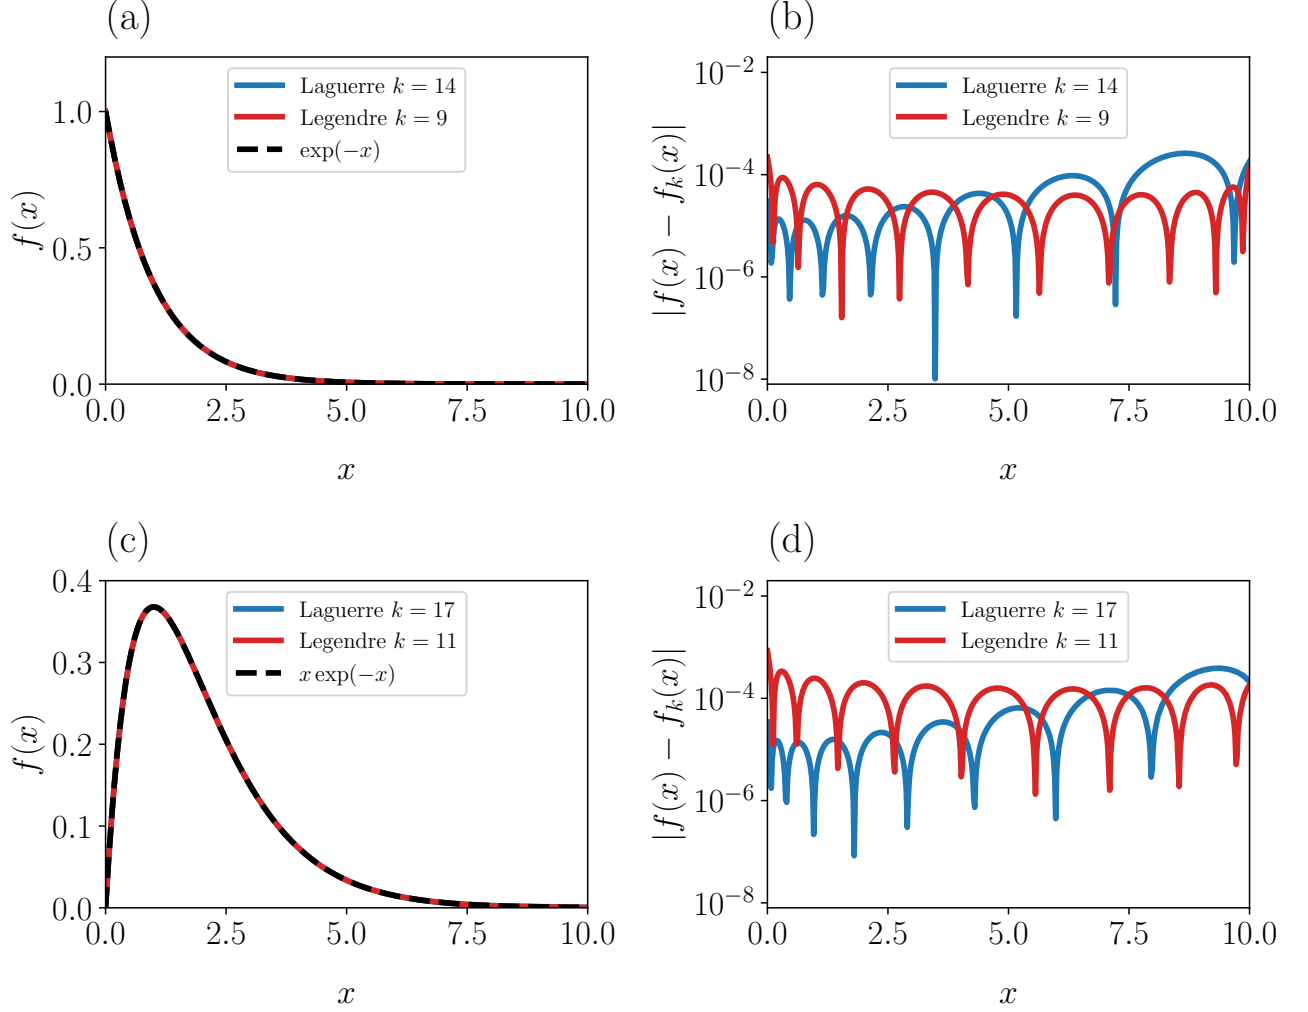 (a)
f(x)
1.0
0.5
0.0
Laguerre k = 14
Legendre k = 9
exp(−x)
0.0 2.5 5.0 7.5 10.0
x
(b)
|f(x) − f_k(x)|
10^−2
10^−4
10^−6
10^−8
Laguerre k = 14
Legendre k = 9
0.0 2.5 5.0 7.5 10.0
x
(c)
f(x)
0.4
0.3
0.2
0.1
0.0
Laguerre k = 17
Legendre k = 11
x exp(−x)
0.0 2.5 5.0 7.5 10.0
x
(d)
|f(x) − f_k(x)|
10^−2
10^−4
10^−6
10^−8
Laguerre k = 17
Legendre k = 11
0.0 2.5 5.0 7.5 10.0
x